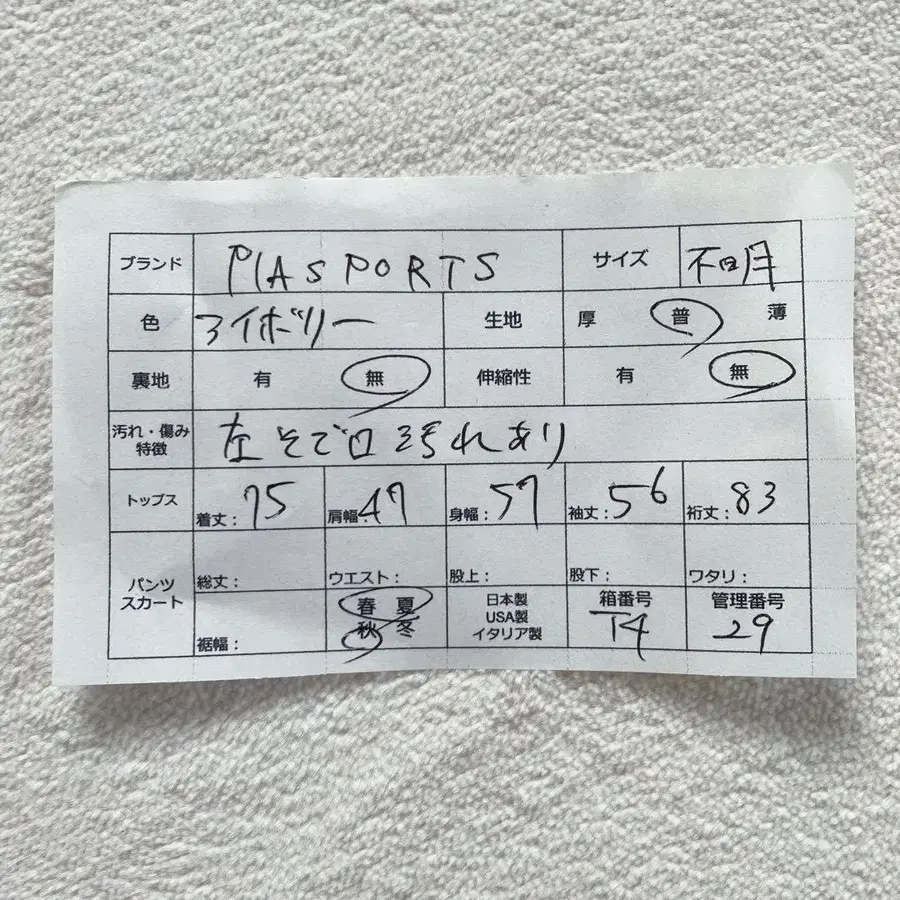 ブランド PIA SPORTS サイズ 不明
色 アイボリー 生地 厚 普 薄
裏地 有 無 伸縮性 有 無
汚れ・傷み
特徴 左そで口汚れあり
トップス 着丈: 75 肩幅: 47 身幅: 57 袖丈: 56 裄丈: 83
パンツ
スカート
総丈: ウエスト: 股上: 股下: ワタリ:
裾幅:
春 夏
秋 冬
日本製
USA製
イタリア製
箱番号
T4
管理番号
29